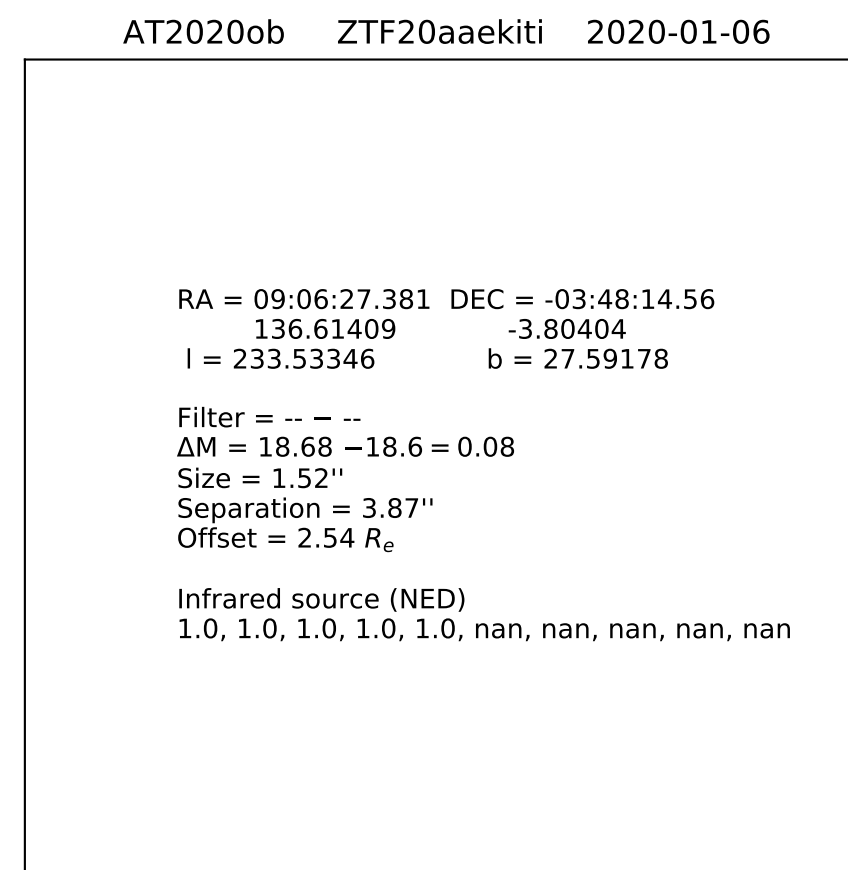 AT2020ob ZTF20aaekiti 2020-01-06
RA = 09:06:27.381 DEC = -03:48:14.56
136.61409 -3.80404
l = 233.53346 b = 27.59178
Filter = -- − --
ΔM = 18.68 −18.6 = 0.08
Size = 1.52''
Separation = 3.87''
Offset = 2.54 Rₑ
Infrared source (NED)
1.0, 1.0, 1.0, 1.0, 1.0, nan, nan, nan, nan, nan